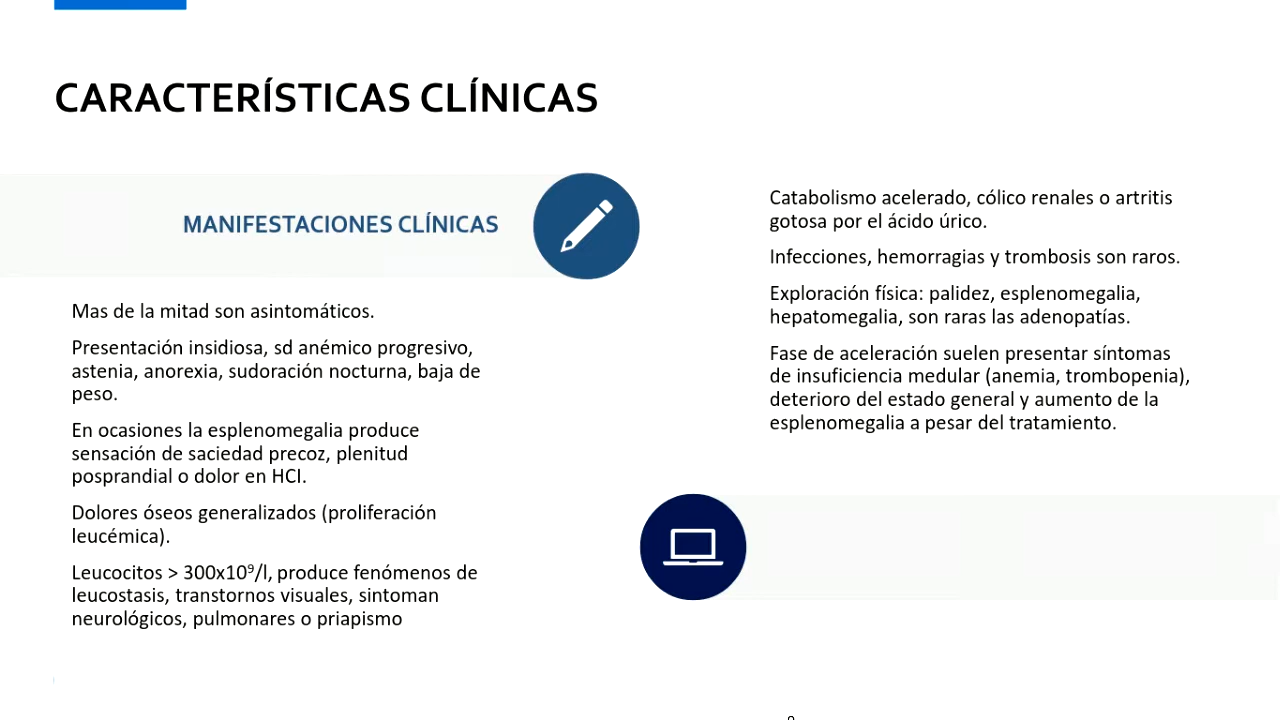 CARACTERÍSTICAS CLÍNICAS
MANIFESTACIONES CLÍNICAS
Mas de la mitad son asintomáticos.
Presentación insidiosa, sd anémico progresivo,
astenia, anorexia, sudoración nocturna, baja de
peso.
En ocasiones la esplenomegalia produce
sensación de saciedad precoz, plenitud
posprandial o dolor en HCI.
Dolores óseos generalizados (proliferación
leucémica).
Leucocitos > 300x10⁹/l, produce fenómenos de
leucostasis, transtornos visuales, sintoman
neurológicos, pulmonares o priapismo
Catabolismo acelerado, cólico renales o artritis
gotosa por el ácido úrico.
Infecciones, hemorragias y trombosis son raros.
Exploración física: palidez, esplenomegalia,
hepatomegalia, son raras las adenopatías.
Fase de aceleración suelen presentar síntomas
de insuficiencia medular (anemia, trombopenia),
deterioro del estado general y aumento de la
esplenomegalia a pesar del tratamiento.